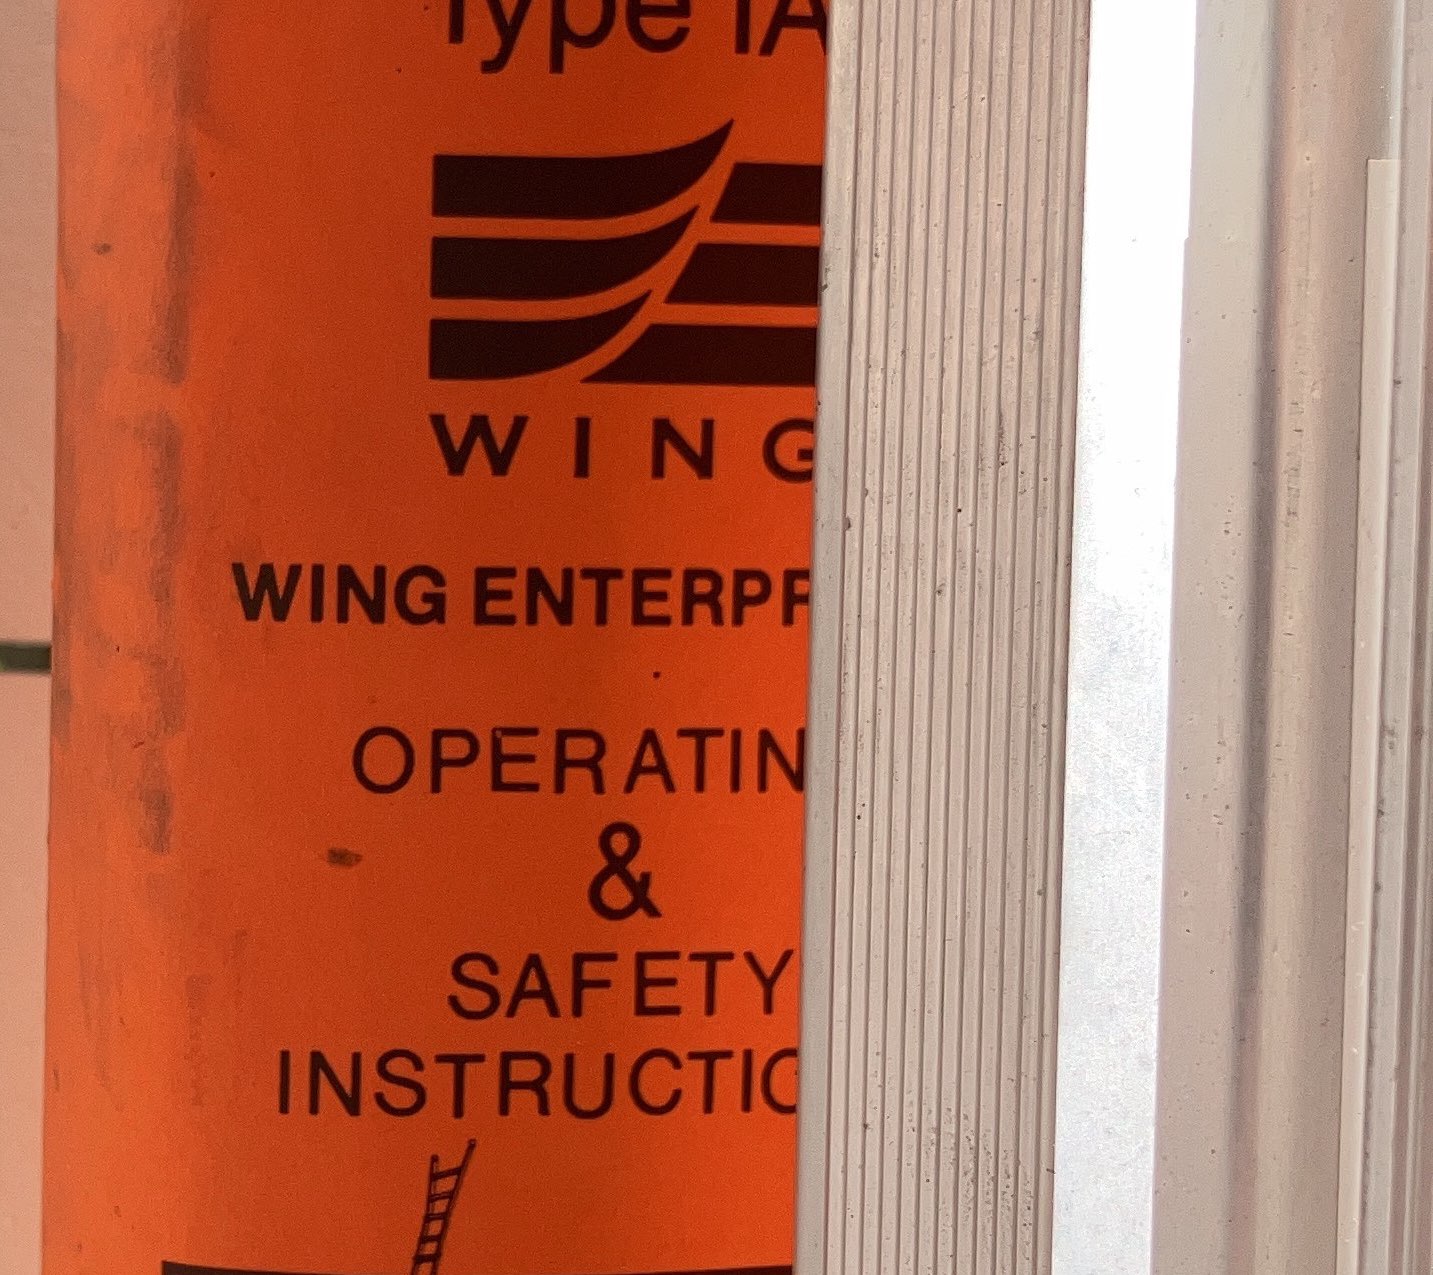 Type IA
WING
WING ENTERPR
OPERATIN
&
SAFETY
INSTRUCTIO